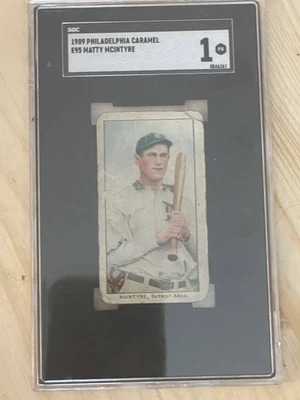 SGC
1909 PHILADELPHIA CARAMEL
E95 MATTY MCINTYRE
1 PR
McINTYRE, DETROIT AMER.